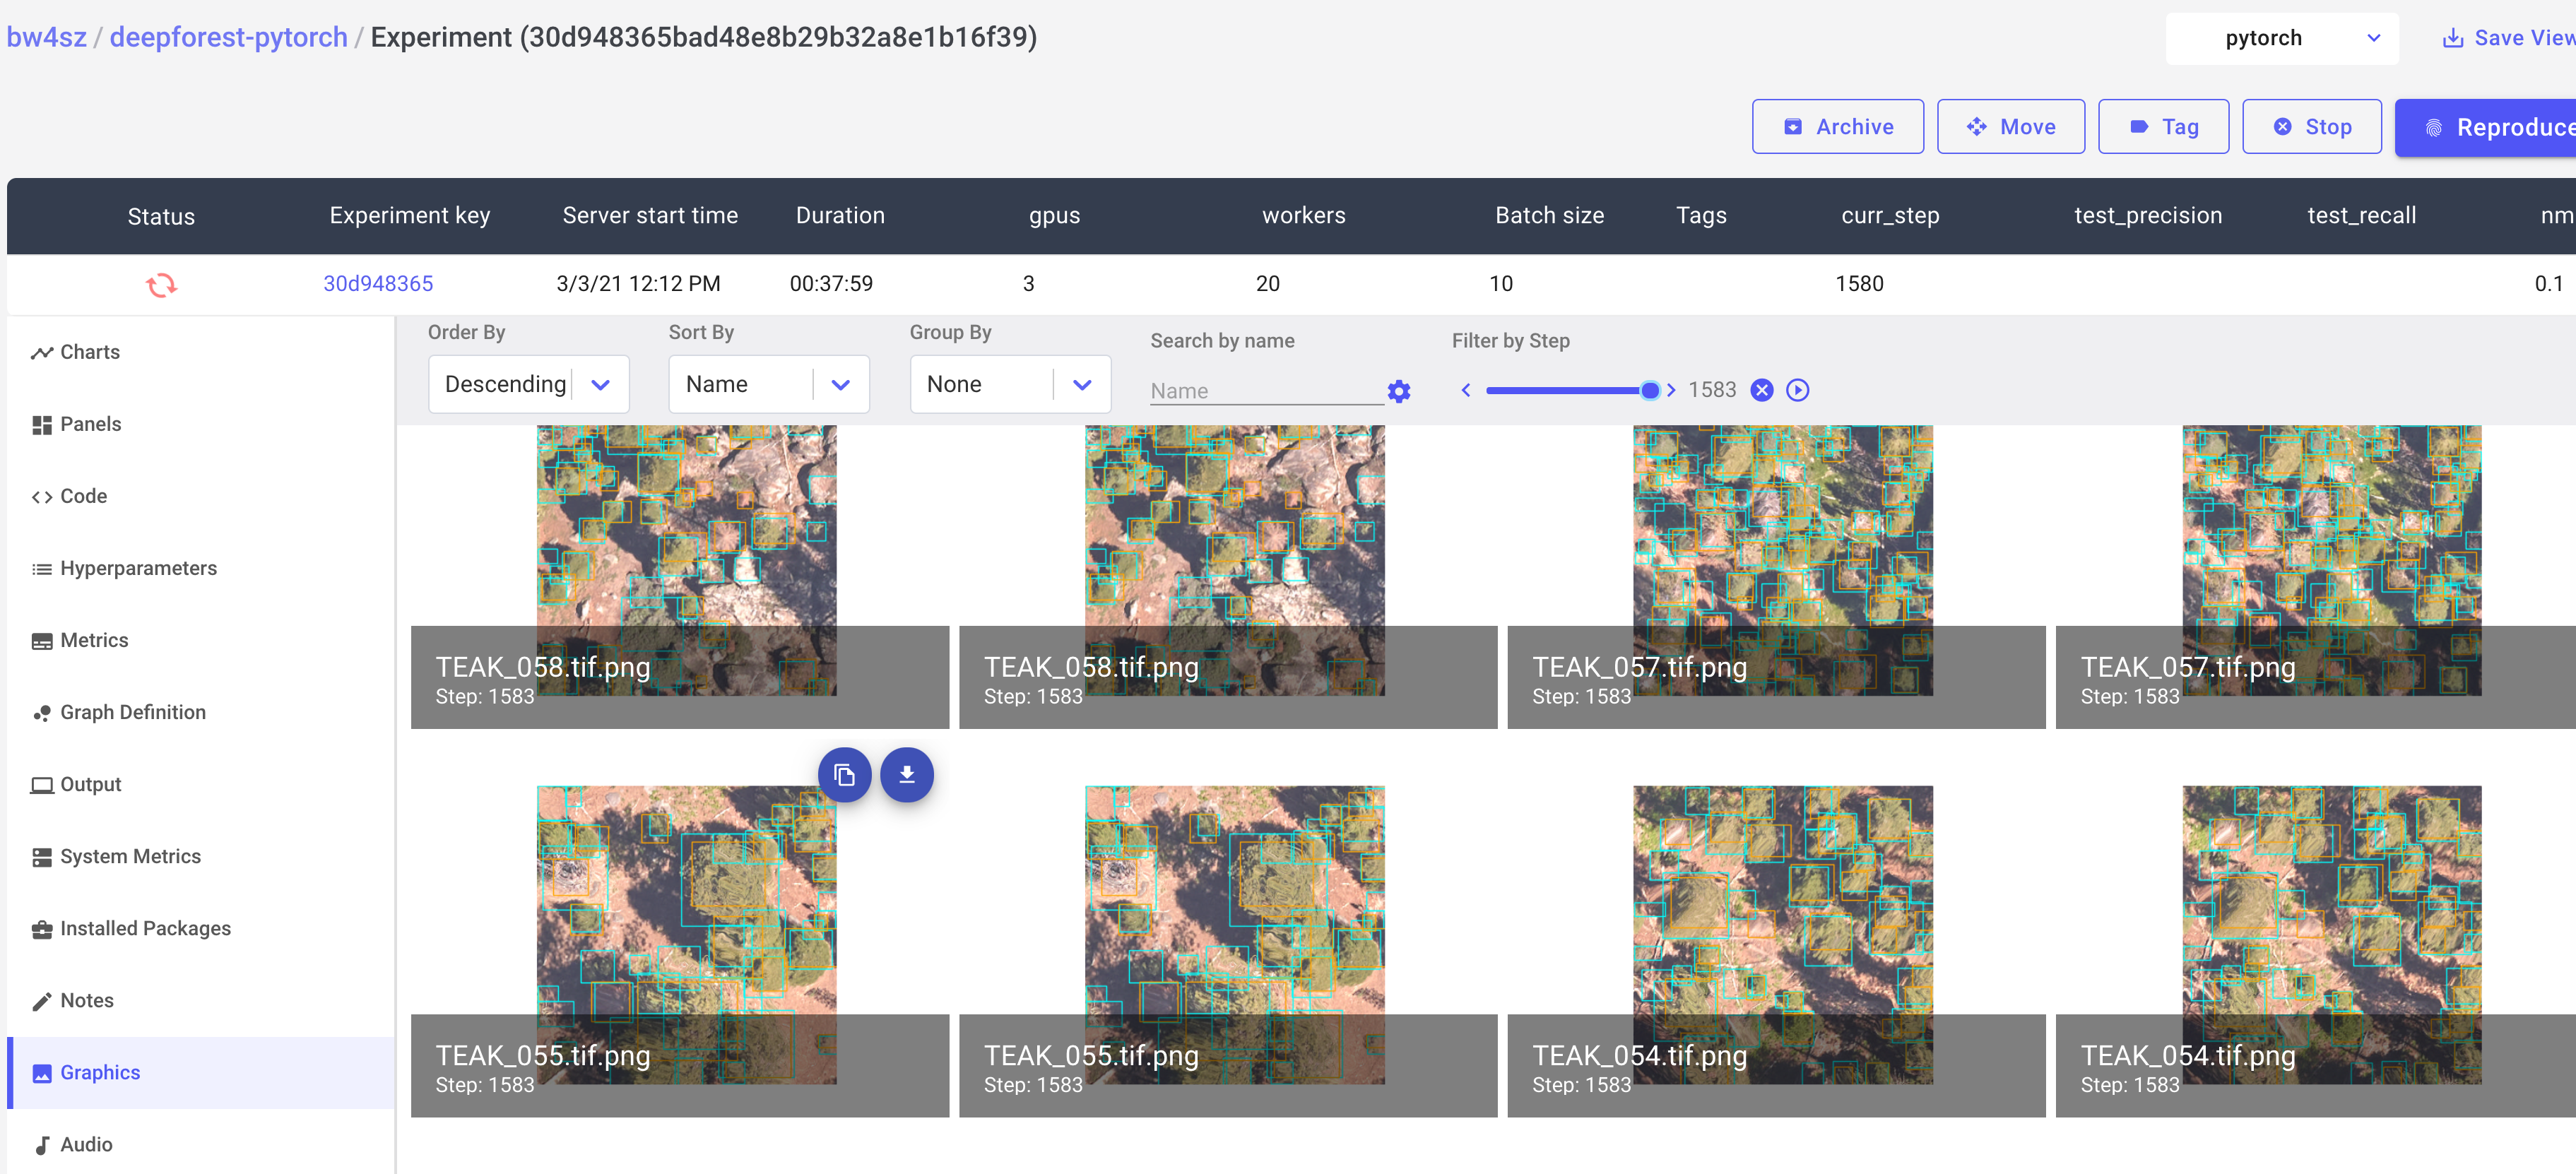 bw4sz / deepforest-pytorch / Experiment (30d948365bad48e8b29b32a8e1b16f39)
pytorch
Save View
Archive
Move
Tag
Stop
Reproduce
Status Experiment key Server start time Duration gpus workers Batch size Tags curr_step test_precision test_recall nm
30d948365 3/3/21 12:12 PM 00:37:59 3 20 10 1580 0.1
Charts
Panels
Code
Hyperparameters
Metrics
Graph Definition
Output
System Metrics
Installed Packages
Notes
Graphics
Audio
Order By
Descending
Sort By
Name
Group By
None
Search by name
Name
Filter by Step
1583
TEAK_058.tif.png
Step: 1583
TEAK_058.tif.png
Step: 1583
TEAK_057.tif.png
Step: 1583
TEAK_057.tif.png
Step: 1583
TEAK_055.tif.png
Step: 1583
TEAK_055.tif.png
Step: 1583
TEAK_054.tif.png
Step: 1583
TEAK_054.tif.png
Step: 1583